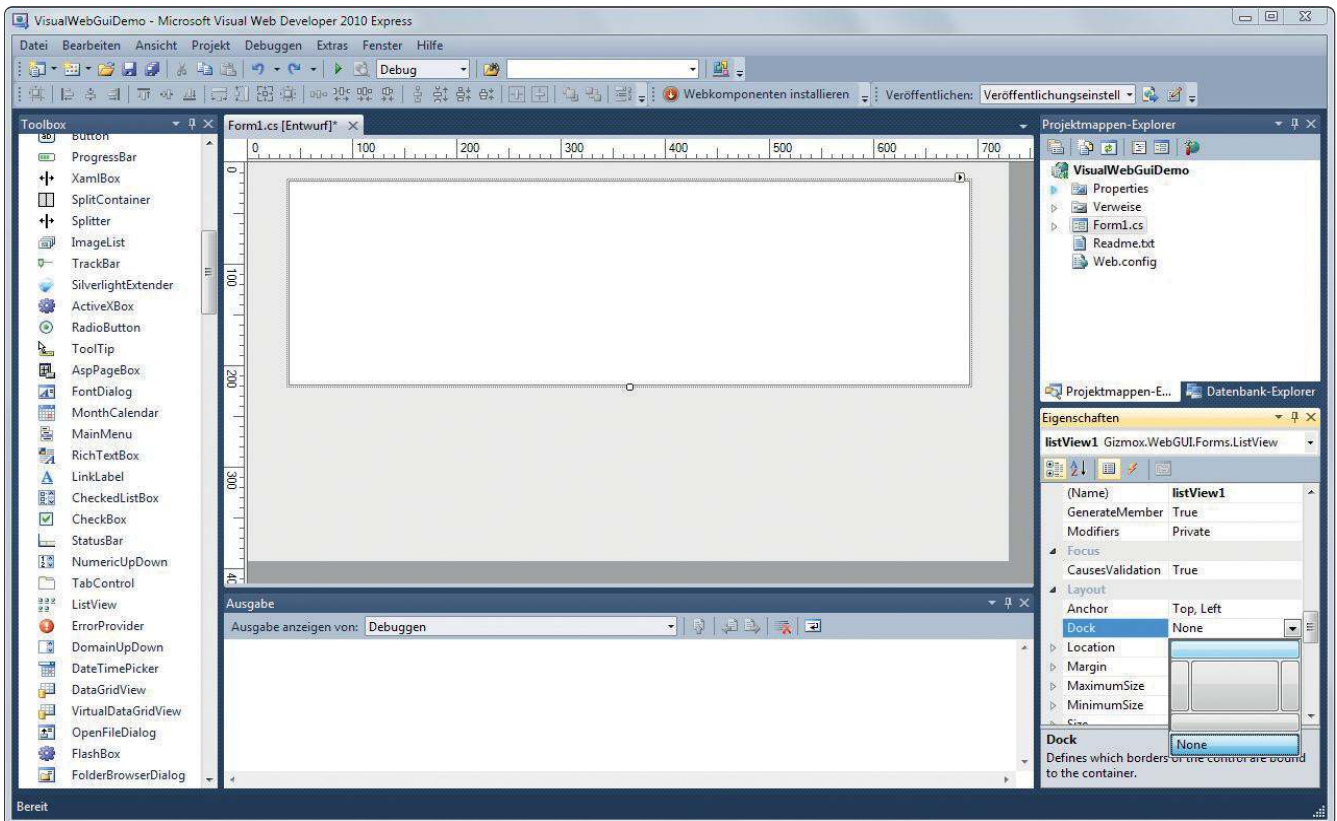 VisualWebGuiDemo - Microsoft Visual Web Developer 2010 Express
Datei Bearbeiten Ansicht Projekt Debuggen Extras Fenster Hilfe
Debug
Webkomponenten installieren Veröffentlichen: Veröffentlichungseinstell
Toolbox
Button
ProgressBar
XamlBox
SplitContainer
Splitter
ImageList
TrackBar
SilverlightExtender
ActiveXBox
RadioButton
ToolTip
AspPageBox
FontDialog
MonthCalendar
MainMenu
RichTextBox
LinkLabel
CheckedListBox
CheckBox
StatusBar
NumericUpDown
TabControl
ListView
ErrorProvider
DomainUpDown
DateTimePicker
DataGridView
VirtualDataGridView
OpenFileDialog
FlashBox
FolderBrowserDialog
Form1.cs [Entwurf]*
0 100 200 300 400 500 600 700
0
100
200
300
40
Ausgabe
Ausgabe anzeigen von: Debuggen
Projektmappen-Explorer
VisualWebGuiDemo
Properties
Verweise
Form1.cs
Readme.txt
Web.config
Projektmappen-E... Datenbank-Explorer
Eigenschaften
listView1 Gizmox.WebGUI.Forms.ListView
(Name) listView1
GenerateMember True
Modifiers Private
Focus
CausesValidation True
Layout
Anchor Top, Left
Dock None
Location
Margin
MaximumSize
MinimumSize
Size
None
Dock
Defines which borders of the control are bound
to the container.
Bereit